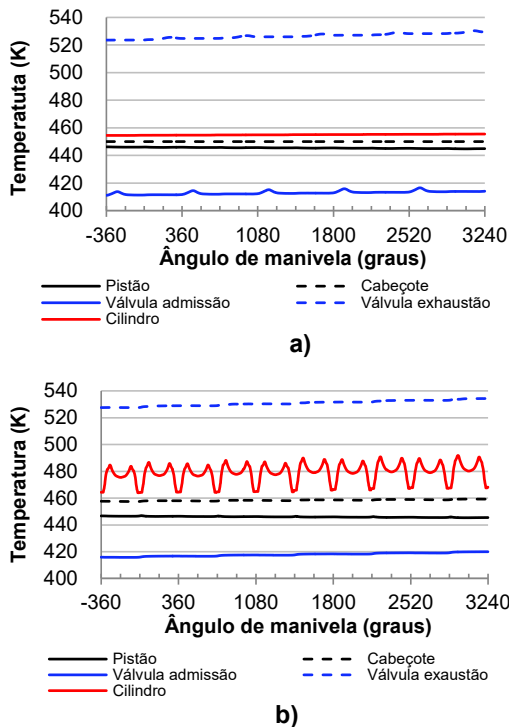 Temperatuta (K)
540
520
500
480
460
440
420
400
-360 360 1080 1800 2520 3240
Ângulo de manivela (graus)
Pistão Cabeçote
Válvula admissão Válvula exhaustão
Cilindro
a)
Temperatura (K)
540
520
500
480
460
440
420
400
-360 360 1080 1800 2520 3240
Ângulo de manivela (graus)
Pistão Cabeçote
Válvula admissão Válvula exaustão
Cilindro
b)